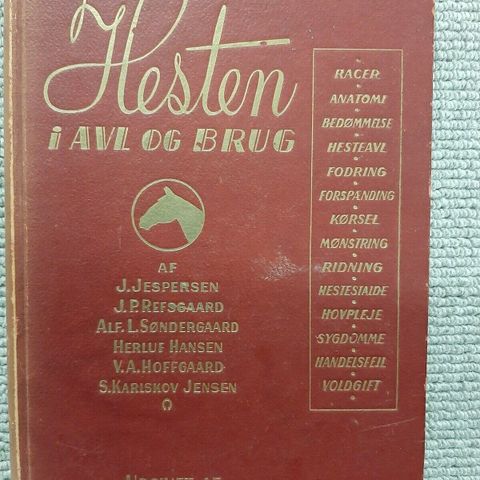 Hesten
i AVL OG BRUG
AF
J. JESPERSEN
J. P. REFSGAARD
ALF. L. SØNDERGAARD
HERLUF HANSEN
V. A. HOFFGAARD
S. KARLSKOV JENSEN
RACER
ANATOMI
BEDØMMELSE
HESTEAVL
FODRING
FORSPÆNDING
KØRSEL
MØNSTRING
RIDNING
HESTESTALDE
HOVPLEJE
SYGDOMME
HANDELSFEJL
VOLDGIFT